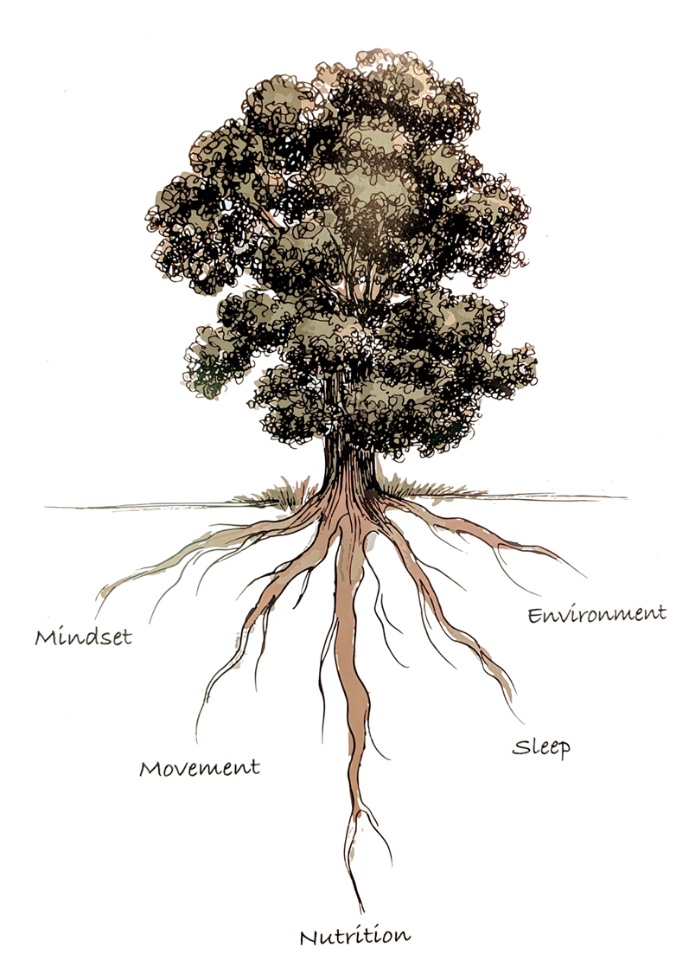 Mindset
Environment
Movement
Sleep
Nutrition